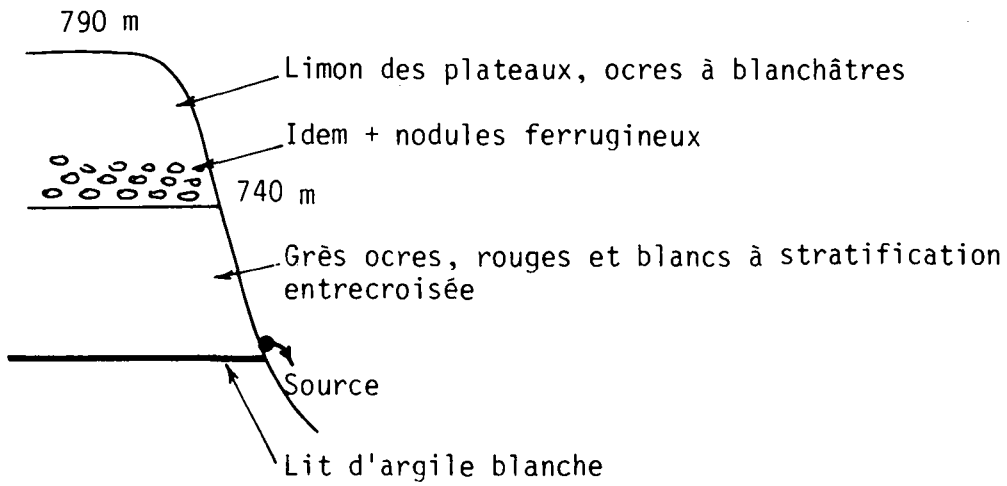 790 m
Limon des plateaux, ocres à blanchâtres
Idem + nodules ferrugineux
740 m
Grès ocres, rouges et blancs à stratification
entrecroisée
Source
Lit d'argile blanche